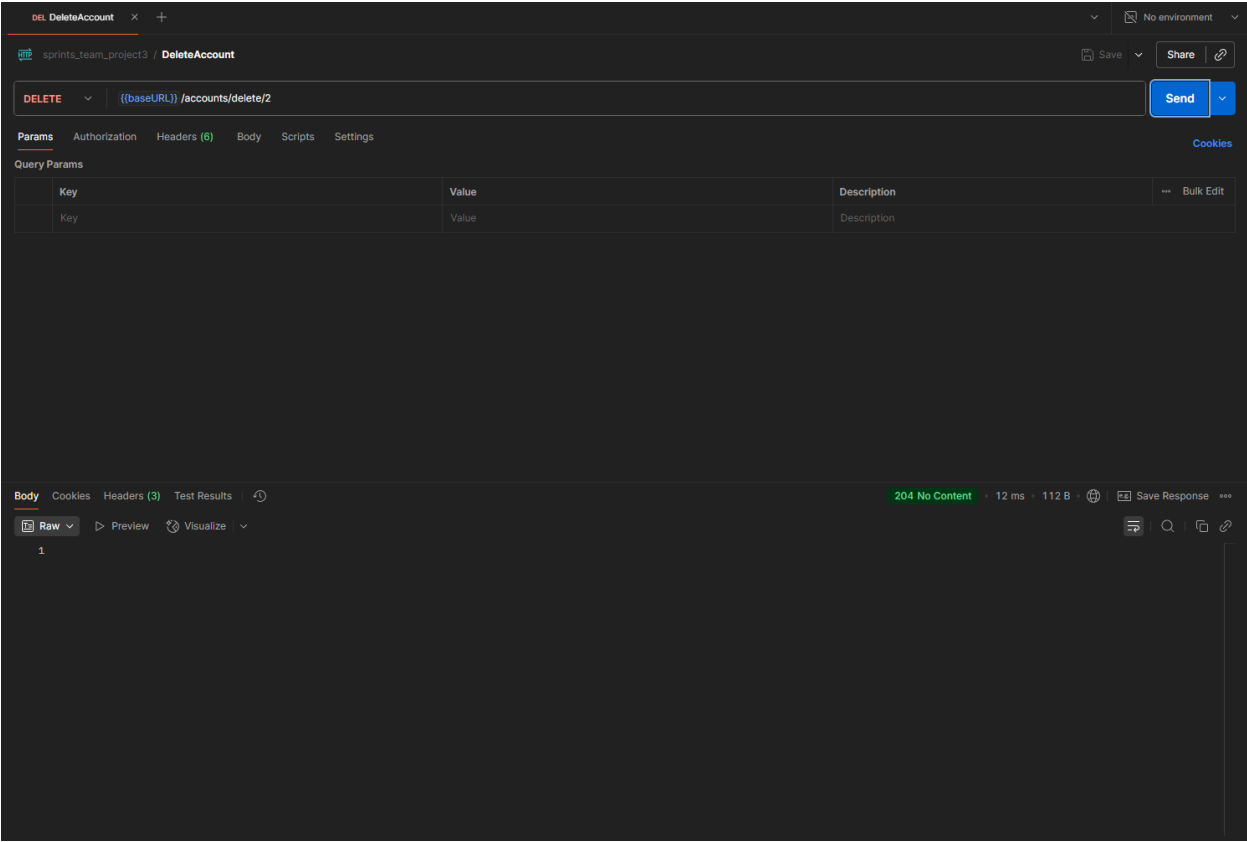 DEL DeleteAccount
No environment
HTTP sprints_team_project3 / DeleteAccount
Save
Share
DELETE {{baseURL}} /accounts/delete/2
Send
Params Authorization Headers (6) Body Scripts Settings
Cookies
Query Params
Key Value Description ••• Bulk Edit
Key Value Description
Body Cookies Headers (3) Test Results
204 No Content • 12 ms • 112 B
Save Response •••
Raw Preview Visualize
1